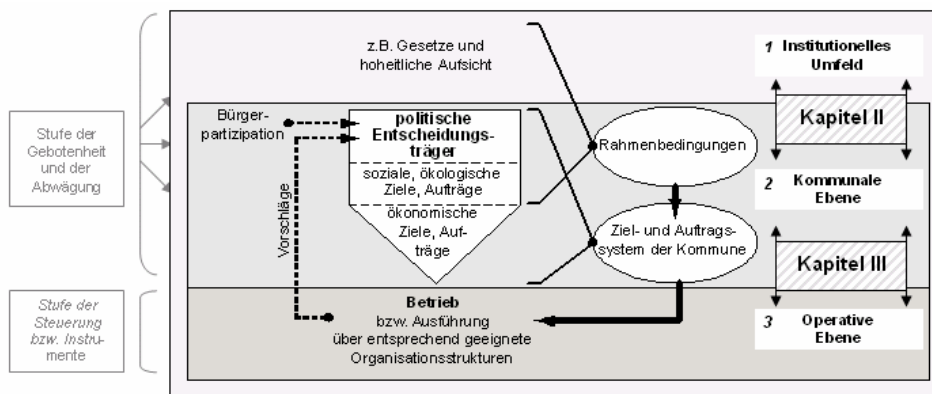 Stufe der
Gebotenheit
und der
Abwägung
Stufe der
Steuerung
bzw. Instru-
mente
z.B. Gesetze und
hoheitliche Aufsicht
Bürger-
partizipation
Vorschläge
politische
Entscheidungs-
träger
soziale, ökologische
Ziele, Aufträge
ökonomische
Ziele, Auf-
träge
Betrieb
bzw. Ausführung
über entsprechend geeignete
Organisationsstrukturen
Rahmenbedingungen
Ziel- und Auftrags-
system der Kommune
1 Institutionelles
Umfeld
Kapitel II
2 Kommunale
Ebene
Kapitel III
3 Operative
Ebene